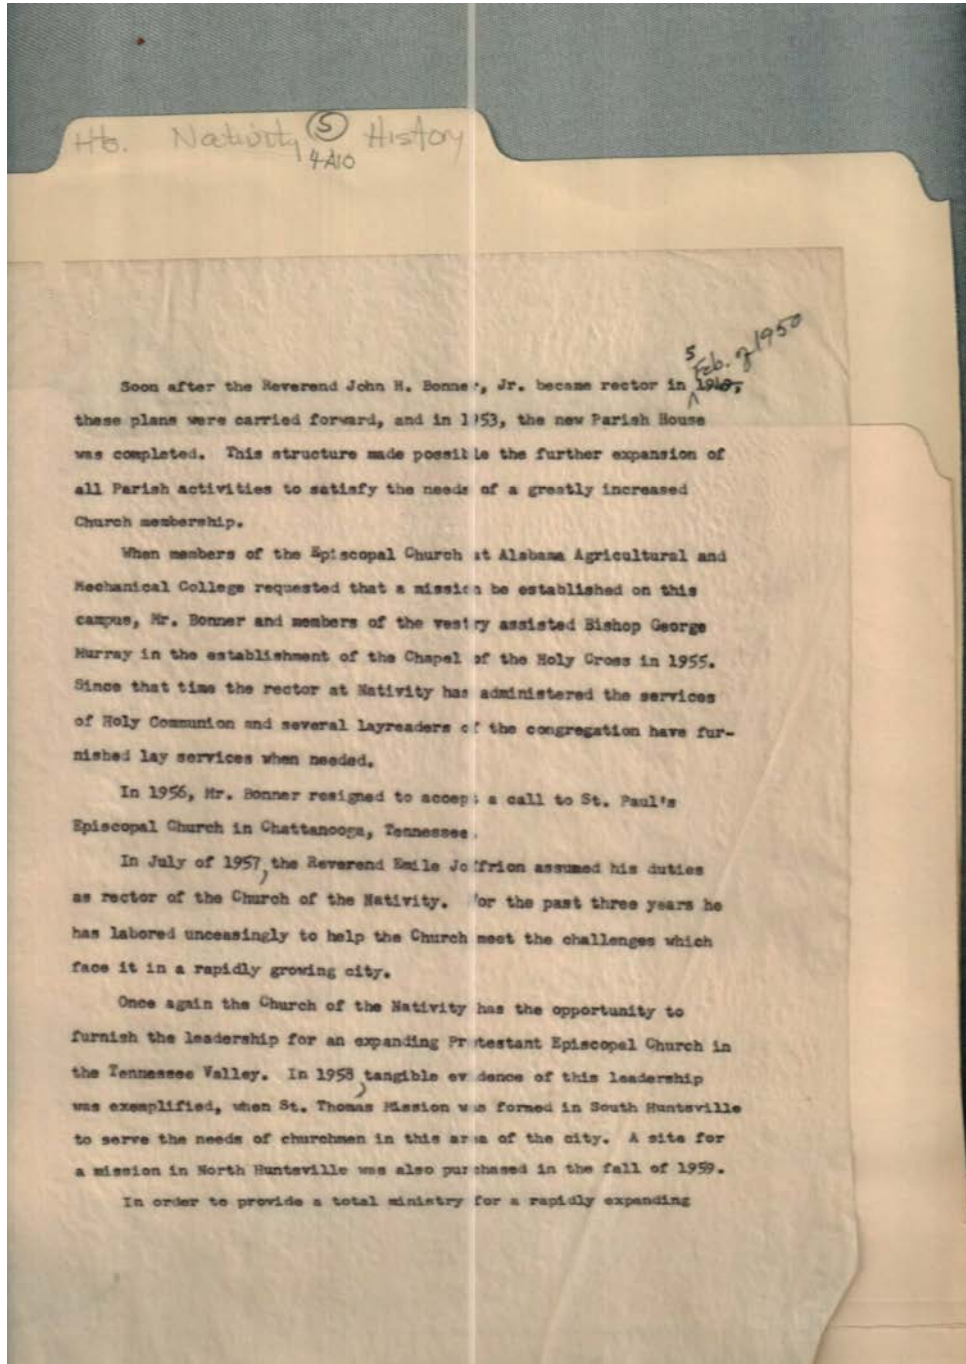 Hts. Nativity (5) History
4A10
5
Feb. of 1950
Soon after the Reverend John H. Bonner, Jr. became rector in 1949,
these plans were carried forward, and in 1953, the new Parish House
was completed. This structure made possible the further expansion of
all Parish activities to satisfy the needs of a greatly increased
Church membership.
When members of the Episcopal Church at Alabama Agricultural and
Mechanical College requested that a mission be established on this
campus, Mr. Bonner and members of the vestry assisted Bishop George
Murray in the establishment of the Chapel of the Holy Cross in 1955.
Since that time the rector at Nativity has administered the services
of Holy Communion and several layreaders of the congregation have fur-
nished lay services when needed.
In 1956, Mr. Bonner resigned to accept a call to St. Paul's
Episcopal Church in Chattanooga, Tennessee.
In July of 1957, the Reverend Emile Joffrion assumed his duties
as rector of the Church of the Nativity. For the past three years he
has labored unceasingly to help the Church meet the challenges which
face it in a rapidly growing city.
Once again the Church of the Nativity has the opportunity to
furnish the leadership for an expanding Protestant Episcopal Church in
the Tennessee Valley. In 1958, tangible evidence of this leadership
was exemplified, when St. Thomas Mission was formed in South Huntsville
to serve the needs of churchmen in this area of the city. A site for
a mission in North Huntsville was also purchased in the fall of 1959.
In order to provide a total ministry for a rapidly expanding